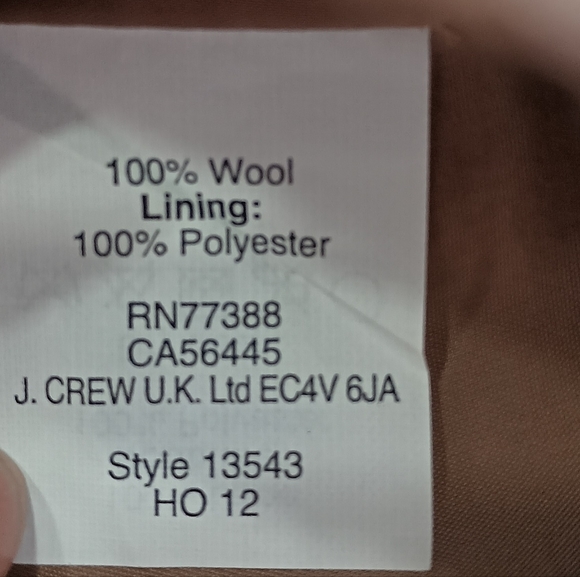 100% Wool
Lining:
100% Polyester
RN77388
CA56445
J. CREW U.K. Ltd EC4V 6JA
Style 13543
HO 12